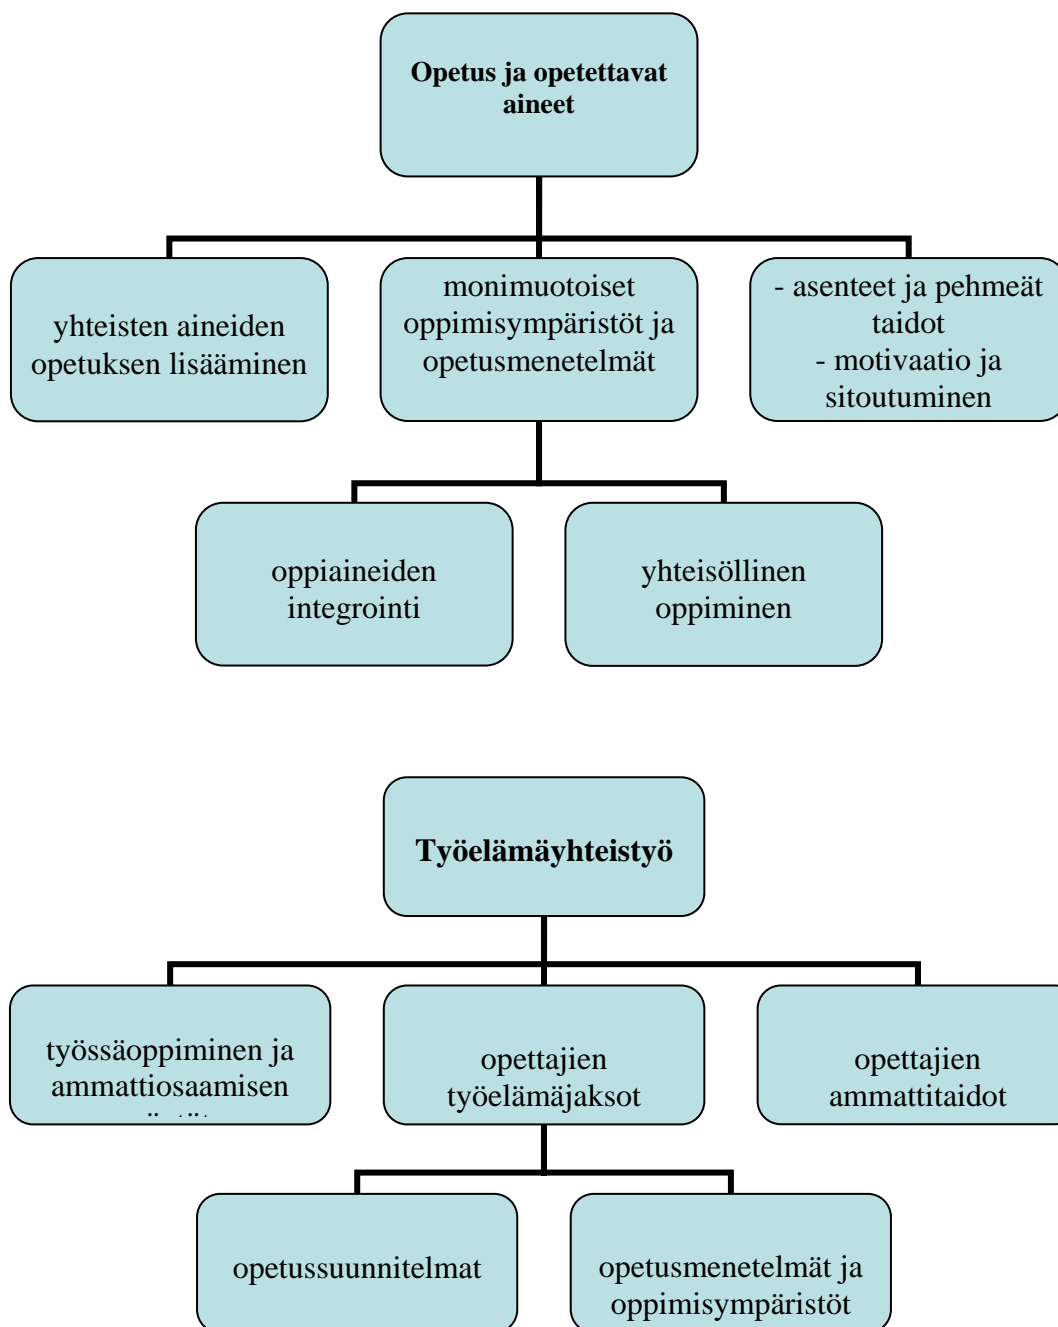 Opetus ja opetettavat
aineet
yhteisten aineiden
opetuksen lisääminen
monimuotoiset
oppimisympäristöt ja
opetusmenetelmät
- asenteet ja pehmeät
taidot
- motivaatio ja
sitoutuminen
oppiaineiden
integrointi
yhteisöllinen
oppiminen
Työelämäyhteistyö
työssäoppiminen ja
ammattiosaamisen
opettajien
työelämäjaksot
opettajien
ammattitaidot
opetussuunnitelmat
opetusmenetelmät ja
oppimisympäristöt